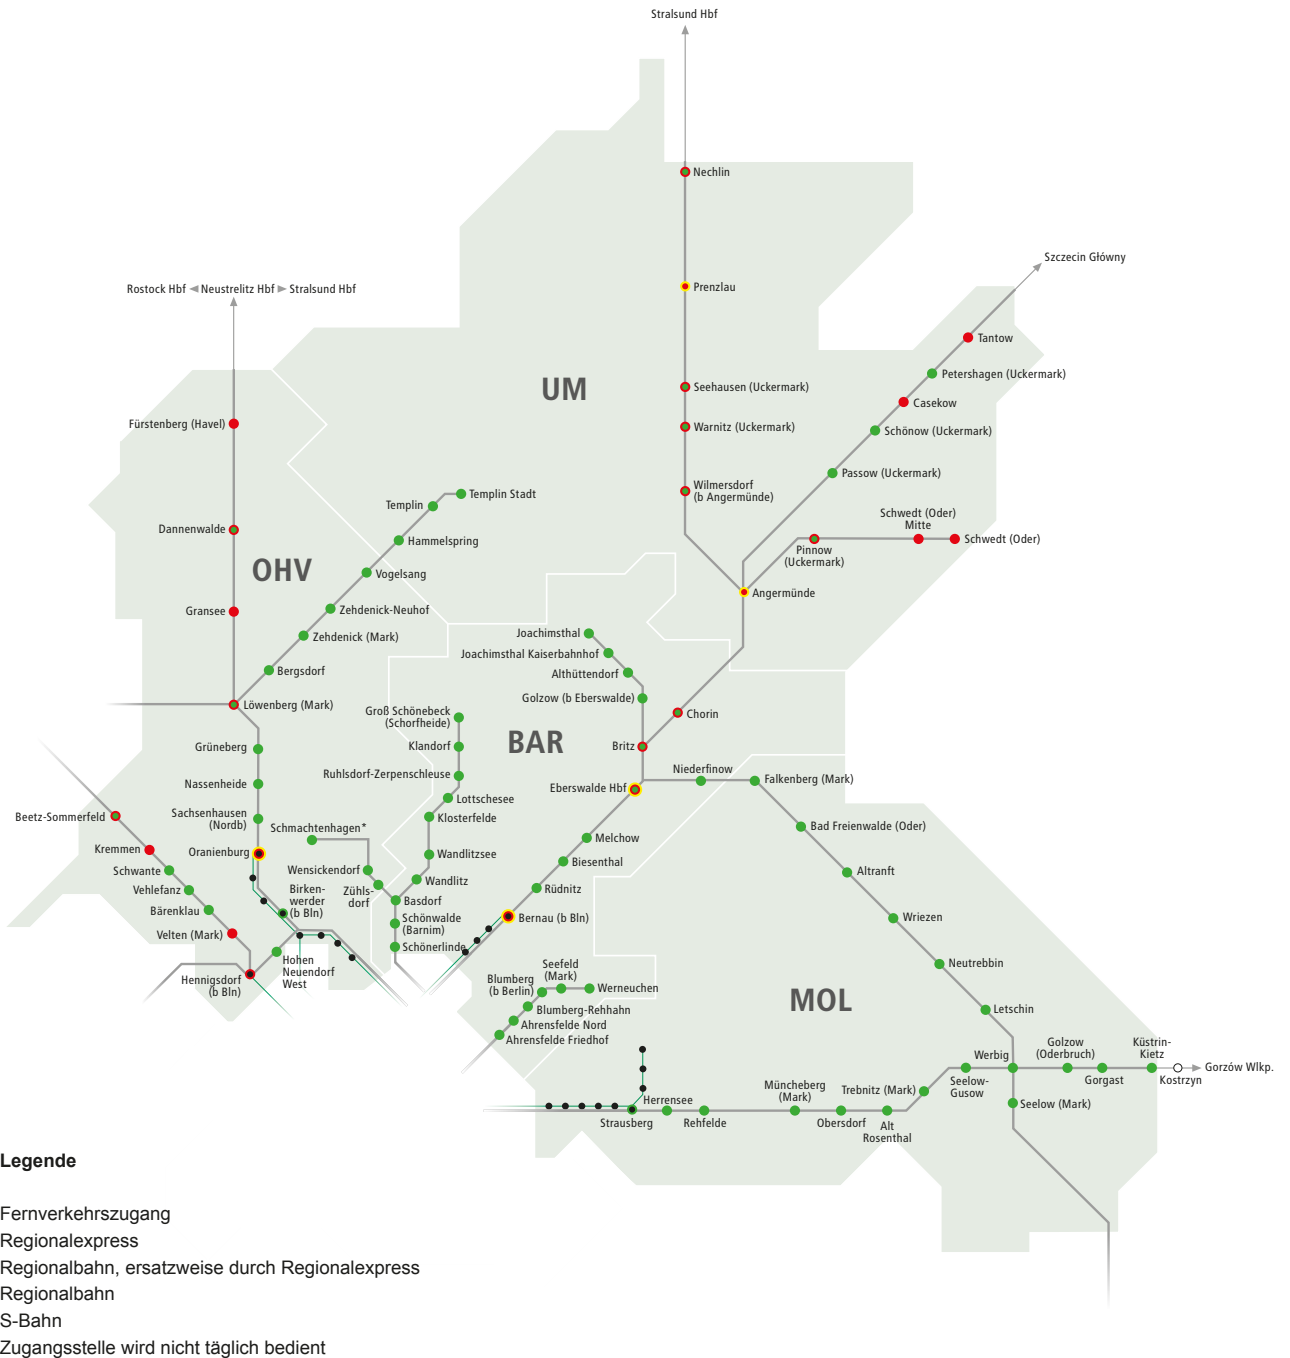 Stralsund Hbf
Nechlin
Szczecin Główny
Rostock Hbf
Neustrelitz Hbf
Stralsund Hbf
Prenzlau
Tantow
Petershagen (Uckermark)
UM
Seehausen (Uckermark)
Casekow
Fürstenberg (Havel)
Warnitz (Uckermark)
Schönow (Uckermark)
Passow (Uckermark)
Wilmersdorf
(b Angermünde)
Templin Stadt
Templin
Schwedt (Oder)
Mitte
Dannenwalde
Hammelspring
Schwedt (Oder)
Pinnow
(Uckermark)
OHV
Vogelsang
Angermünde
Gransee
Zehdenick-Neuhof
Zehdenick (Mark)
Joachimsthal
Joachimsthal Kaiserbahnhof
Bergsdorf
Althüttendorf
Golzow (b Eberswalde)
Löwenberg (Mark)
Groß Schönebeck
(Schorfheide)
Chorin
BAR
Grüneberg
Klandorf
Britz
Niederfinow
Ruhlsdorf-Zerpenschleuse
Falkenberg (Mark)
Nassenheide
Eberswalde Hbf
Lottschesee
Sachsenhausen
(Nordb)
Beetz-Sommerfeld
Klosterfelde
Schmachtenhagen*
Bad Freienwalde (Oder)
Melchow
Kremmen
Oranienburg
Wandlitzsee
Biesenthal
Schwante
Wensickendorf
Altranft
Wandlitz
Vehlefanz
Birken-
werder
(b Bln)
Zühls-
dorf
Rüdnitz
Basdorf
Bärenklau
Bernau (b Bln)
Wriezen
Schönwalde
(Barnim)
Velten (Mark)
Schönerlinde
Hohen
Neuendorf
West
Neutrebbin
Seefeld
(Mark)
Hennigsdorf
(b Bln)
Blumberg
(b Berlin)
Werneuchen
MOL
Blumberg-Rehhahn
Letschin
Ahrensfelde Nord
Ahrensfelde Friedhof
Werbig
Golzow
(Oderbruch)
Küstrin-
Kietz
Gorzów Wlkp.
Kostrzyn
Gorgast
Seelow-
Gusow
Trebnitz (Mark)
Müncheberg
(Mark)
Herrensee
Seelow (Mark)
Strausberg
Rehfelde
Obersdorf
Alt
Rosenthal
Legende
Fernverkehrszugang
Regionalexpress
Regionalbahn, ersatzweise durch Regionalexpress
Regionalbahn
S-Bahn
Zugangsstelle wird nicht täglich bedient